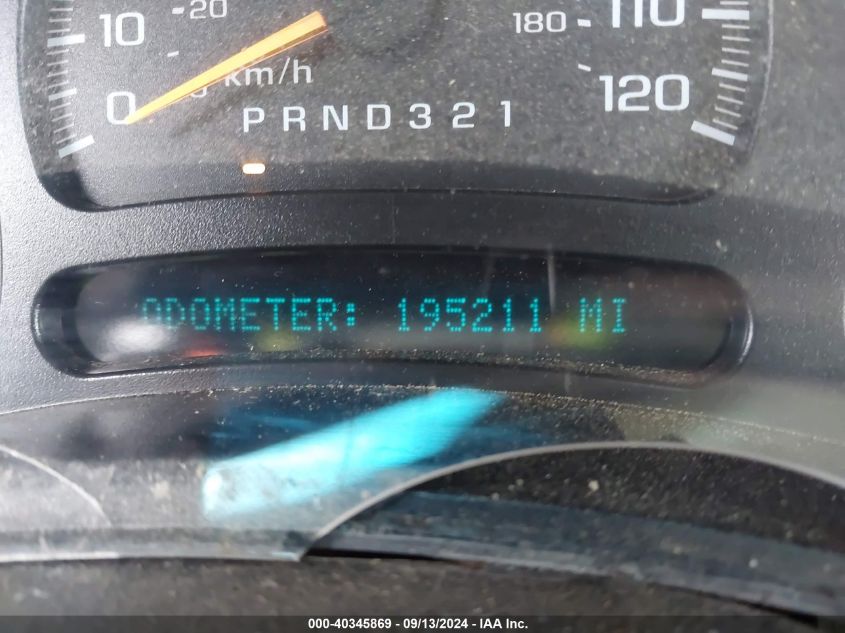 10 20 180 110
0 km/h 120
PRND321
ODOMETER: 195211 MI
000-40345869 - 09/13/2024 - IAA Inc.